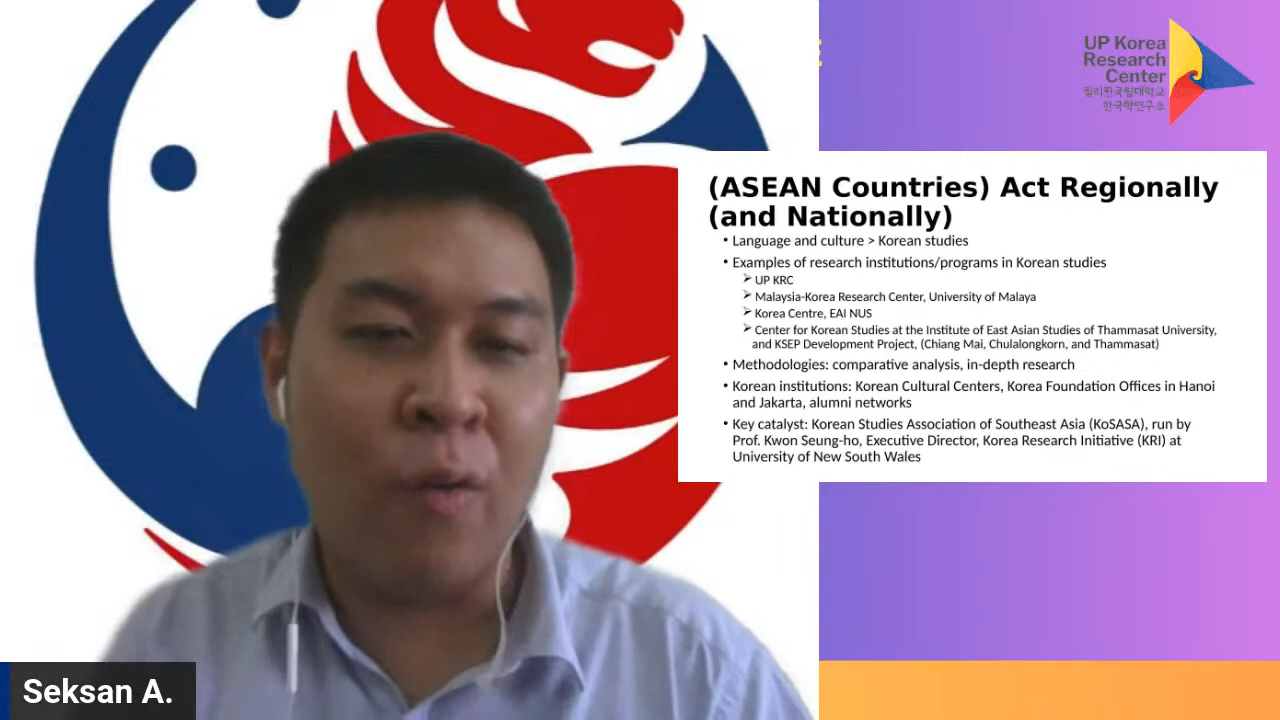 UP Korea
Research
Center
필리핀국립대학교
한국학연구소
(ASEAN Countries) Act Regionally
(and Nationally)
• Language and culture > Korean studies
• Examples of research institutions/programs in Korean studies
➢ UP KRC
➢ Malaysia-Korea Research Center, University of Malaya
➢ Korea Centre, EAI NUS
➢ Center for Korean Studies at the Institute of East Asian Studies of Thammasat University,
and KSEP Development Project, (Chiang Mai, Chulalongkorn, and Thammasat)
• Methodologies: comparative analysis, in-depth research
• Korean institutions: Korean Cultural Centers, Korea Foundation Offices in Hanoi
and Jakarta, alumni networks
• Key catalyst: Korean Studies Association of Southeast Asia (KoSASA), run by
Prof. Kwon Seung-ho, Executive Director, Korea Research Initiative (KRI) at
University of New South Wales
Seksan A.